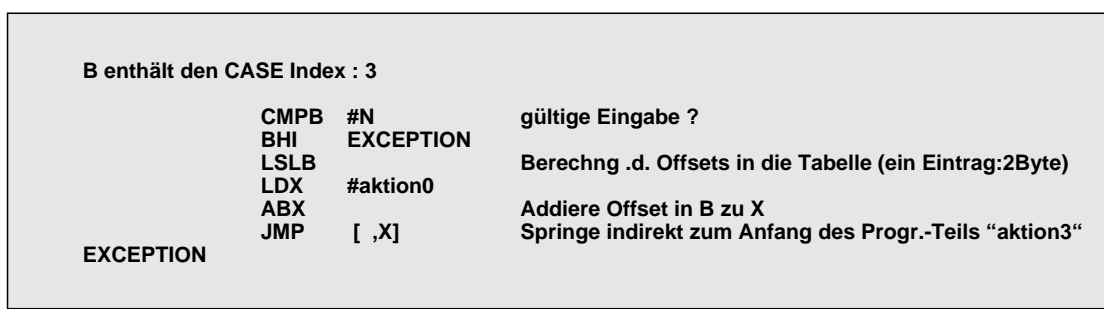 B enthält den CASE Index : 3
CMPB #N gültige Eingabe ?
BHI EXCEPTION
LSLB Berechng .d. Offsets in die Tabelle (ein Eintrag:2Byte)
LDX #aktion0
ABX Addiere Offset in B zu X
JMP [ ,X] Springe indirekt zum Anfang des Progr.-Teils “aktion3“
EXCEPTION